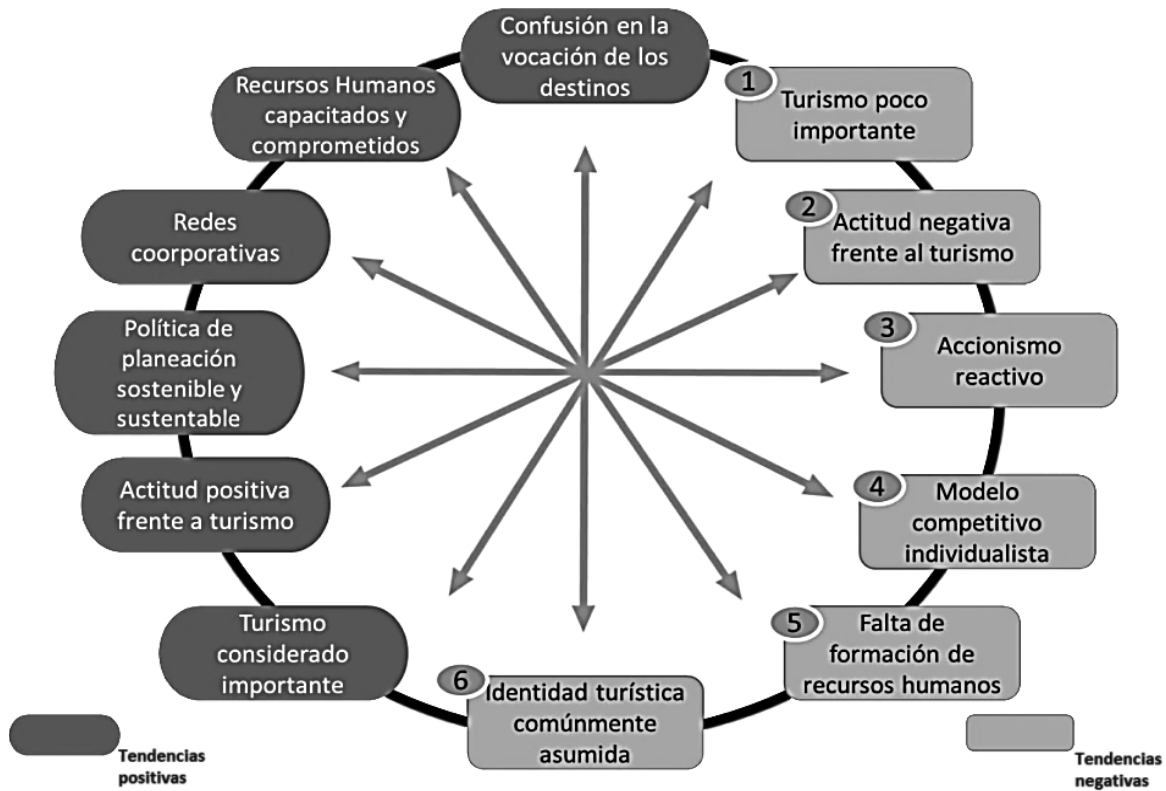 Confusión en la
vocación de los
destinos
1
Turismo poco
importante
2
Actitud negativa
frente al turismo
3
Accionismo
reactivo
4
Modelo
competitivo
individualista
5
Falta de
formación de
recursos humanos
6
Identidad turística
comúnmente
asumida
Turismo
considerado
importante
Actitud positiva
frente a turismo
Política de
planeación
sostenible y
sustentable
Redes
coorporativas
Recursos Humanos
capacitados y
comprometidos
Tendencias
positivas
Tendencias
negativas